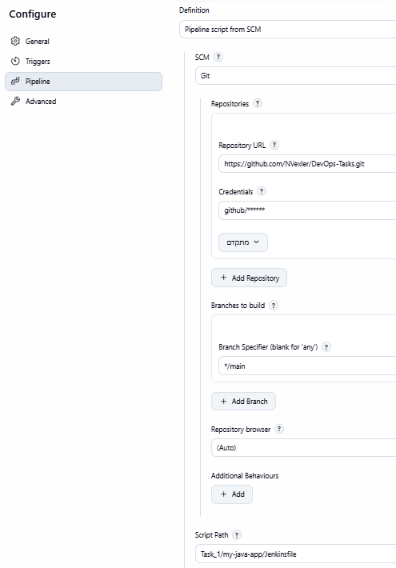 Configure
General
Triggers
Pipeline
Advanced
Definition
Pipeline script from SCM
SCM ?
Git
Repositories ?
Repository URL ?
https://github.com/NVexler/DevOps-Tasks.git
Credentials ?
github/******
מתקדם
+ Add Repository
Branches to build ?
Branch Specifier (blank for 'any') ?
*/main
+ Add Branch
Repository browser ?
(Auto)
Additional Behaviours
+ Add
Script Path ?
Task_1/my-java-app/Jenkinsfile